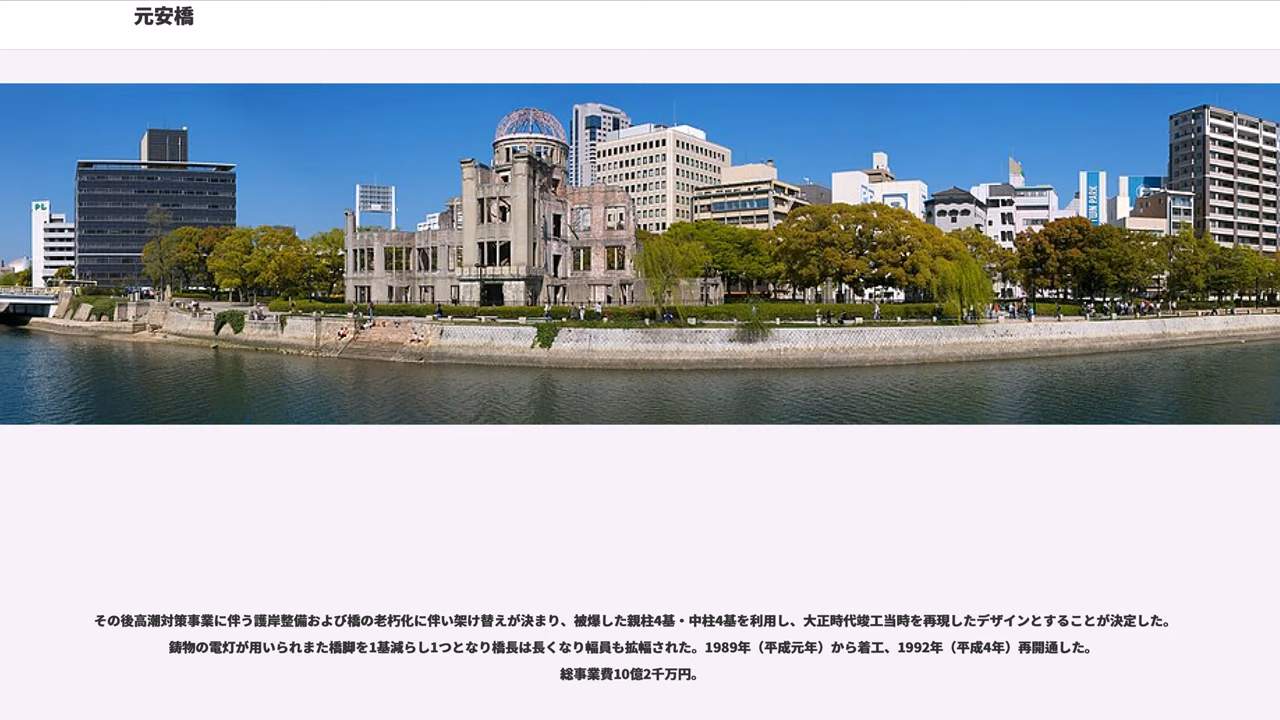 元安橋
PL
その後高潮対策事業に伴う護岸整備および橋の老朽化に伴い架け替えが決まり、被爆した親柱4基・中柱4基を利用し、大正時代竣工当時を再現したデザインとすることが決定した。
鋳物の電灯が用いられまた橋脚を1基減らし1つとなり橋長は長くなり幅員も拡幅された。1989年（平成元年）から着工、1992年（平成4年）再開通した。
総事業費10億2千万円。